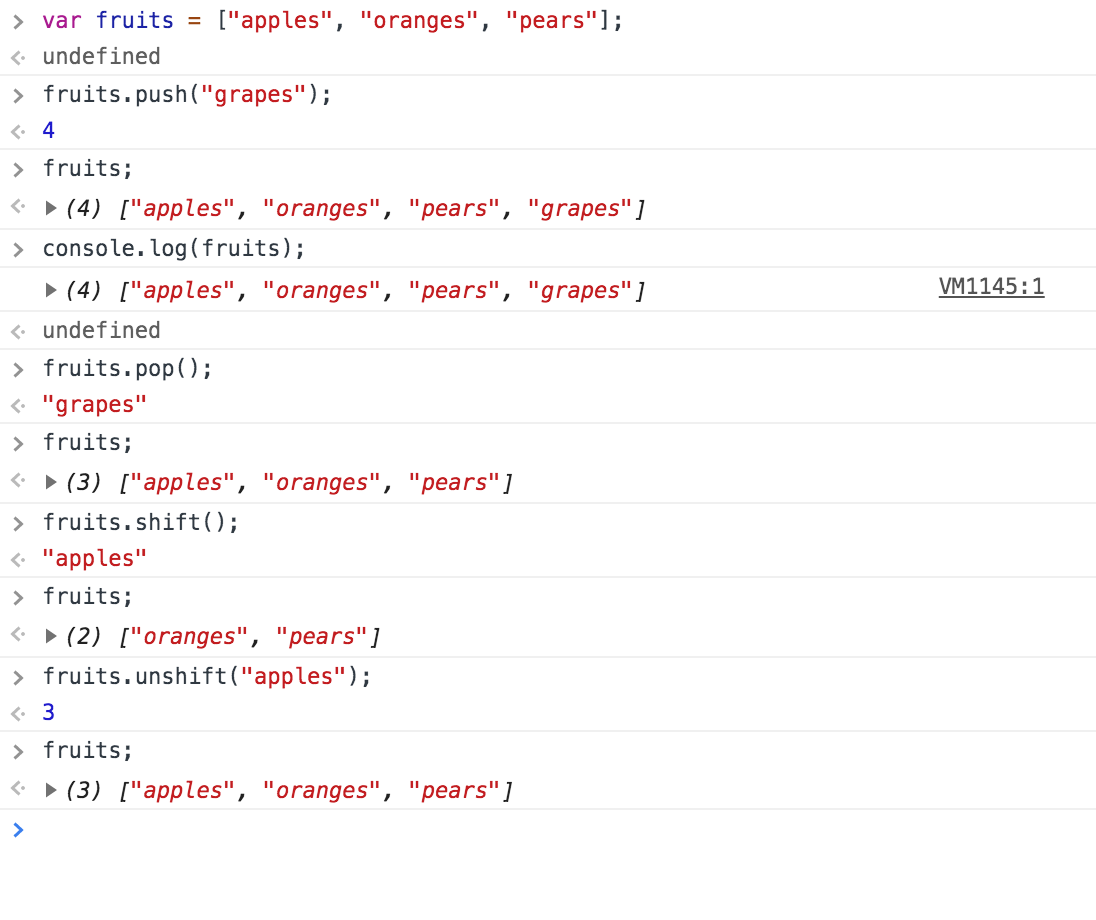 > var fruits = ["apples", "oranges", "pears"];
<· undefined
> fruits.push("grapes");
<· 4
> fruits;
<· ▶(4) ["apples", "oranges", "pears", "grapes"]
> console.log(fruits);
▶(4) ["apples", "oranges", "pears", "grapes"] VM1145:1
<· undefined
> fruits.pop();
<· "grapes"
> fruits;
<· ▶(3) ["apples", "oranges", "pears"]
> fruits.shift();
<· "apples"
> fruits;
<· ▶(2) ["oranges", "pears"]
> fruits.unshift("apples");
<· 3
> fruits;
<· ▶(3) ["apples", "oranges", "pears"]
>